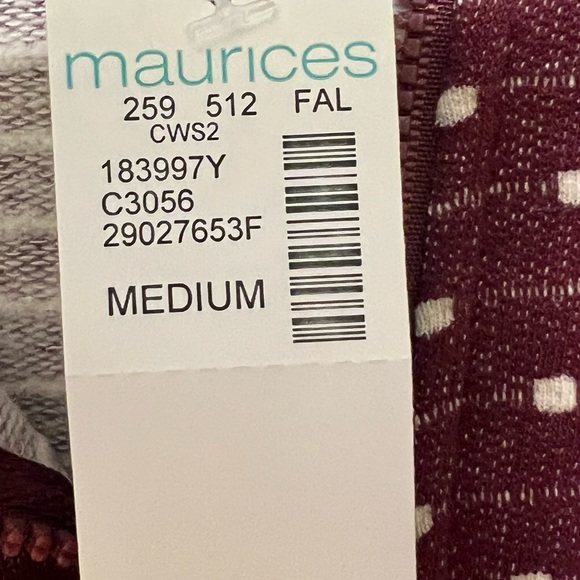 maurices
259 512 FAL
CWS2
183997Y
C3056
29027653F
MEDIUM